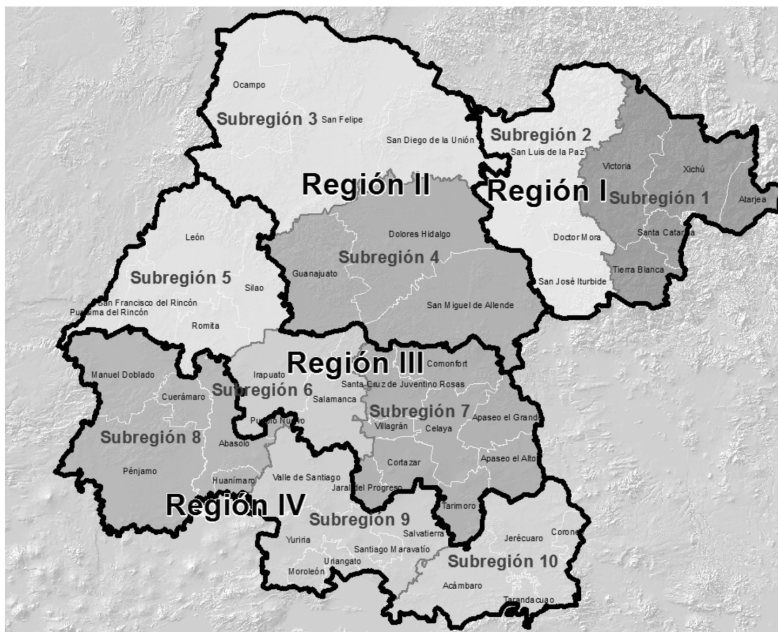 Ocampo
Subregión 3
San Felipe
San Diego de la Unión
Subregión 2
San Luis de la Paz
Victoria
Xichú
Región II
Región I
Subregión 1
Atarjea
León
Dolores Hidalgo
Doctor Mora
Santa Catarina
Subregión 4
Subregión 5
Guanajuato
Tierra Blanca
Silao
San José Iturbide
San Francisco del Rincón
Purísima del Rincón
San Miguel de Allende
Romita
Región III
Comonfort
Manuel Doblado
Irapuato
Santa Cruz de Juventino Rosas
Subregión 6
Cuerámaro
Salamanca
Subregión 7
Apaseo el Grande
Pueblo Nuevo
Villagrán
Celaya
Subregión 8
Abasolo
Apaseo el Alto
Pénjamo
Cortazar
Huanímaro
Valle de Santiago
Jaral del Progreso
Región IV
Tarimoro
Subregión 9
Salvatierra
Jerécuaro
Corone
Yuriria
Santiago Maravatío
Uriangato
Subregión 10
Moroleón
Acámbaro
Tarandacuao